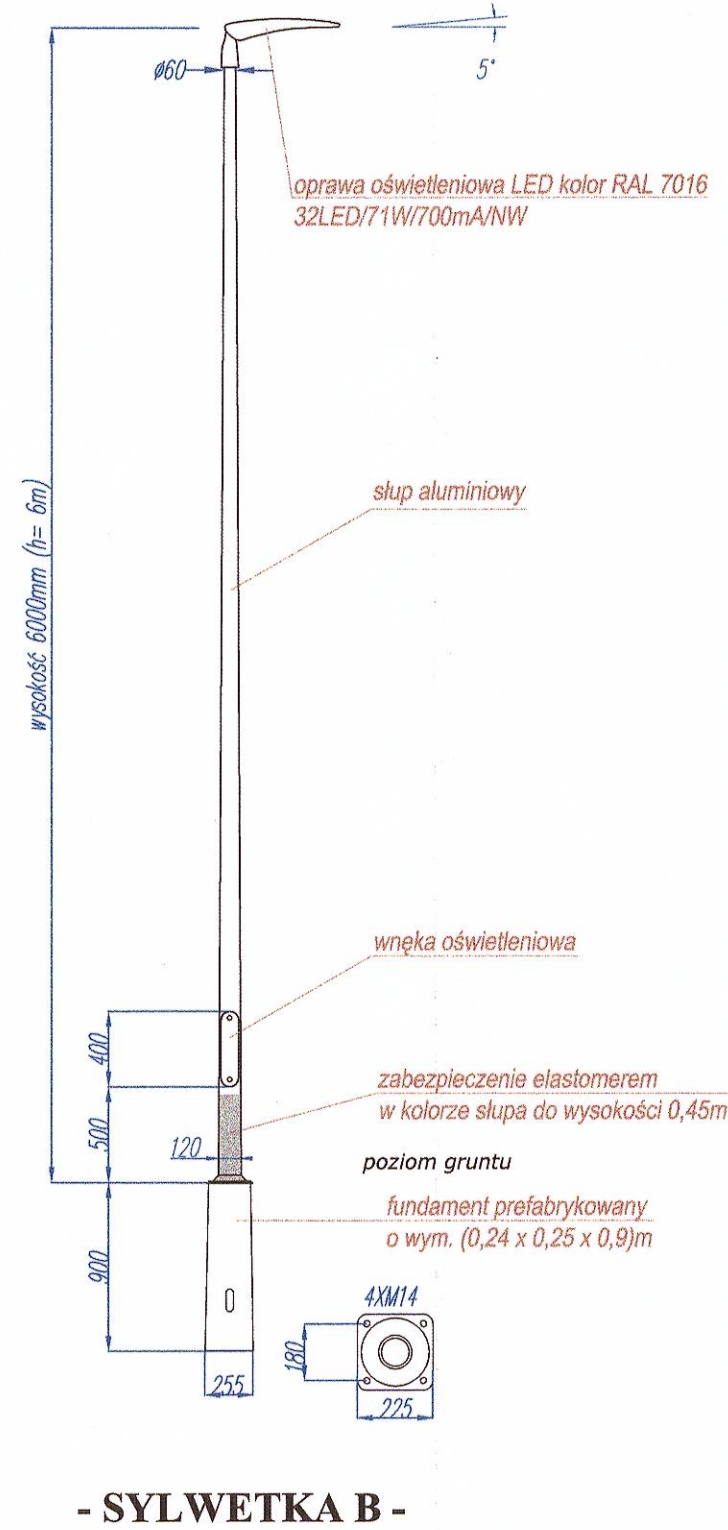 ø60
5°
oprawa oświetleniowa LED kolor RAL 7016
32LED/71W/700mA/NW
słup aluminiowy
wysokość 6000mm (h= 6m)
wnęka oświetleniowa
400
zabezpieczenie elastomerem
w kolorze słupa do wysokości 0,45m
500
120
poziom gruntu
fundament prefabrykowany
o wym. (0,24 x 0,25 x 0,9)m
900
4XM14
180
255
225
- SYLWETKA B -